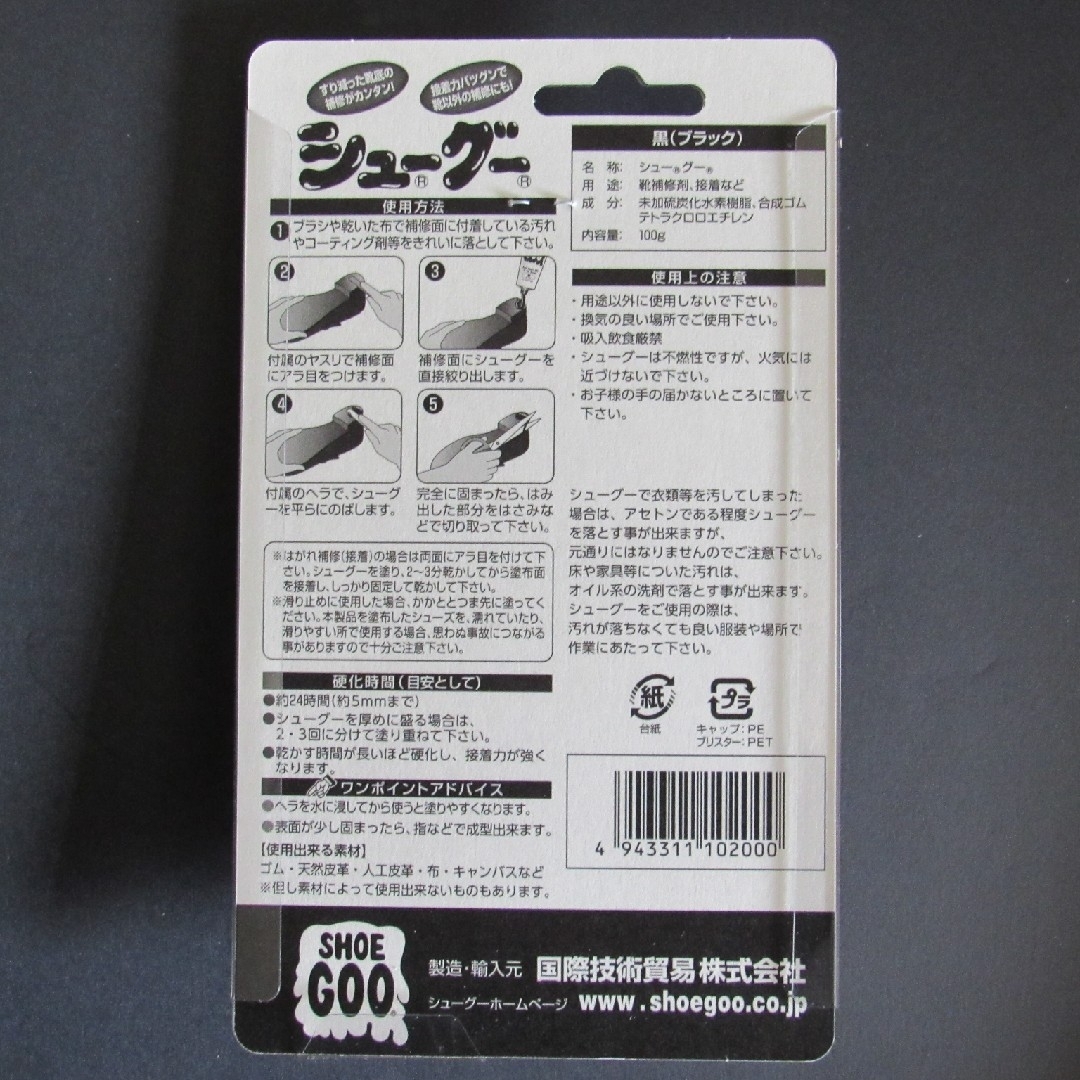 すり減った靴底の
補修がカンタン!
接着力バツグンで
靴以外の補修にも!
シューグー
®
®
使用方法
❶ブラシや乾いた布で補修面に付着している汚れ
やコーティング剤等をきれいに落として下さい。
❷
付属のヤスリで補修面
にアラ目をつけます。
❸
補修面にシューグーを
直接絞り出します。
❹
付属のヘラで、シューグ
ーを平らにのばします。
❺
完全に固まったら、はみ
出した部分をはさみな
どで切り取って下さい。
※はがれ補修(接着)の場合は両面にアラ目を付けて下
さい。シューグーを塗り、2~3分乾かしてから塗布面
を接着し、しっかり固定して乾かして下さい。
※滑り止めに使用した場合、かかととつま先に塗ってく
ださい。本製品を塗布したシューズを、濡れていたり、
滑りやすい所で使用する場合、思わぬ事故につながる
事がありますので十分ご注意下さい。
硬化時間(目安として)
●約24時間(約5mmまで)
●シューグーを厚めに盛る場合は、
2・3回に分けて塗り重ねて下さい。
●乾かす時間が長いほど硬化し、接着力が強く
なります。
ワンポイントアドバイス
●ヘラを水に浸してから使うと塗りやすくなります。
●表面が少し固まったら、指などで成型出来ます。
【使用出来る素材】
ゴム・天然皮革・人工皮革・布・キャンバスなど
※但し素材によって使用出来ないものもあります。
黒(ブラック)
名 称: シュー®グー®
用 途: 靴補修剤、接着など
成 分: 未加硫炭化水素樹脂、合成ゴム
テトラクロロエチレン
内容量: 100g
使用上の注意
・用途以外に使用しないで下さい。
・換気の良い場所でご使用下さい。
・吸入飲食厳禁
・シューグーは不燃性ですが、火気には
近づけないで下さい。
・お子様の手の届かないところに置いて
下さい。
シューグーで衣類等を汚してしまった
場合は、アセトンである程度シューグー
を落とす事が出来ますが、
元通りにはなりませんのでご注意下さい。
床や家具等についた汚れは、
オイル系の洗剤で落とす事が出来ます。
シューグーをご使用の際は、
汚れが落ちなくても良い服装や場所で
作業にあたって下さい。
紙
台紙
プラ
キャップ:PE
ブリスター:PET
4 943311 102000
SHOE
GOO
製造・輸入元 国際技術貿易株式会社
シューグーホームページ www.shoegoo.co.jp